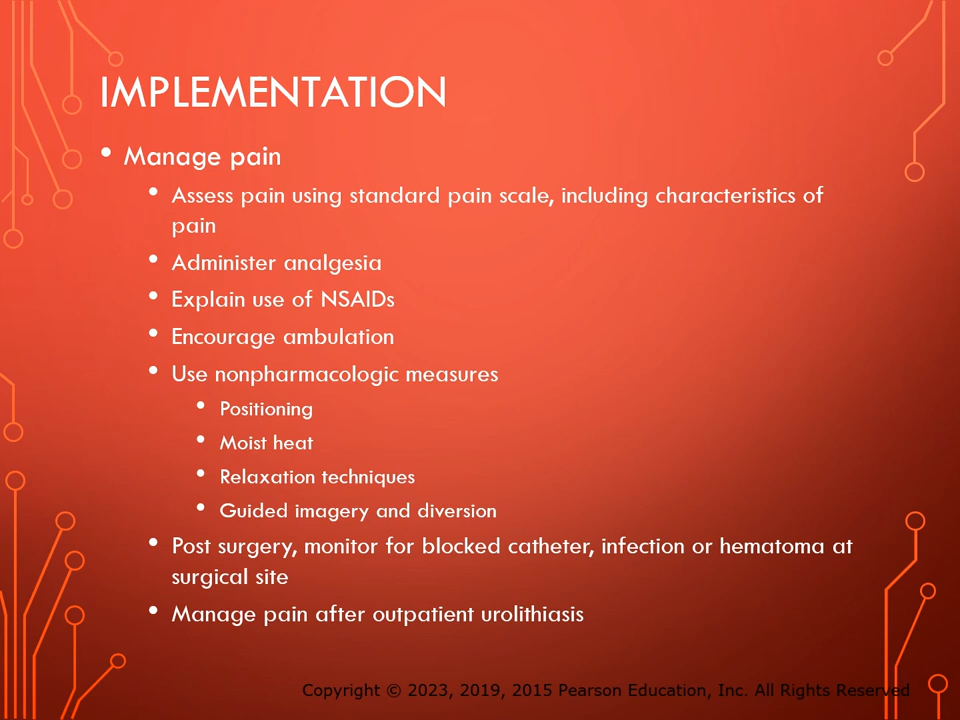 IMPLEMENTATION
• Manage pain
• Assess pain using standard pain scale, including characteristics of
pain
• Administer analgesia
• Explain use of NSAIDs
• Encourage ambulation
• Use nonpharmacologic measures
• Positioning
• Moist heat
• Relaxation techniques
• Guided imagery and diversion
• Post surgery, monitor for blocked catheter, infection or hematoma at
surgical site
• Manage pain after outpatient urolithiasis
Copyright © 2023, 2019, 2015 Pearson Education, Inc. All Rights Reserved